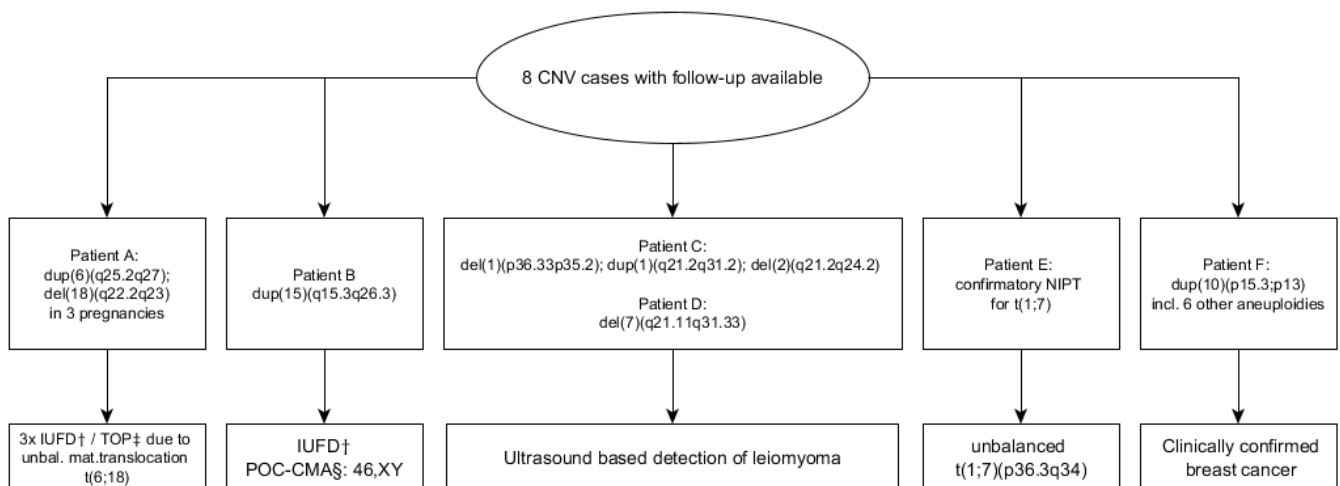 8 CNV cases with follow-up available
Patient A:
dup(6)(q25.2q27);
del(18)(q22.2q23)
in 3 pregnancies
Patient B
dup(15)(q15.3q26.3)
Patient C:
del(1)(p36.33p35.2); dup(1)(q21.2q31.2); del(2)(q21.2q24.2)
Patient D:
del(7)(q21.11q31.33)
Patient E:
confirmatory NIPT
for t(1;7)
Patient F:
dup(10)(p15.3;p13)
incl. 6 other aneuploidies
3x IUFD† / TOP‡ due to
unbal. mat.translocation
t(6;18)
IUFD†
POC-CMA§: 46,XY
Ultrasound based detection of leiomyoma
unbalanced
t(1;7)(p36.3q34)
Clinically confirmed
breast cancer